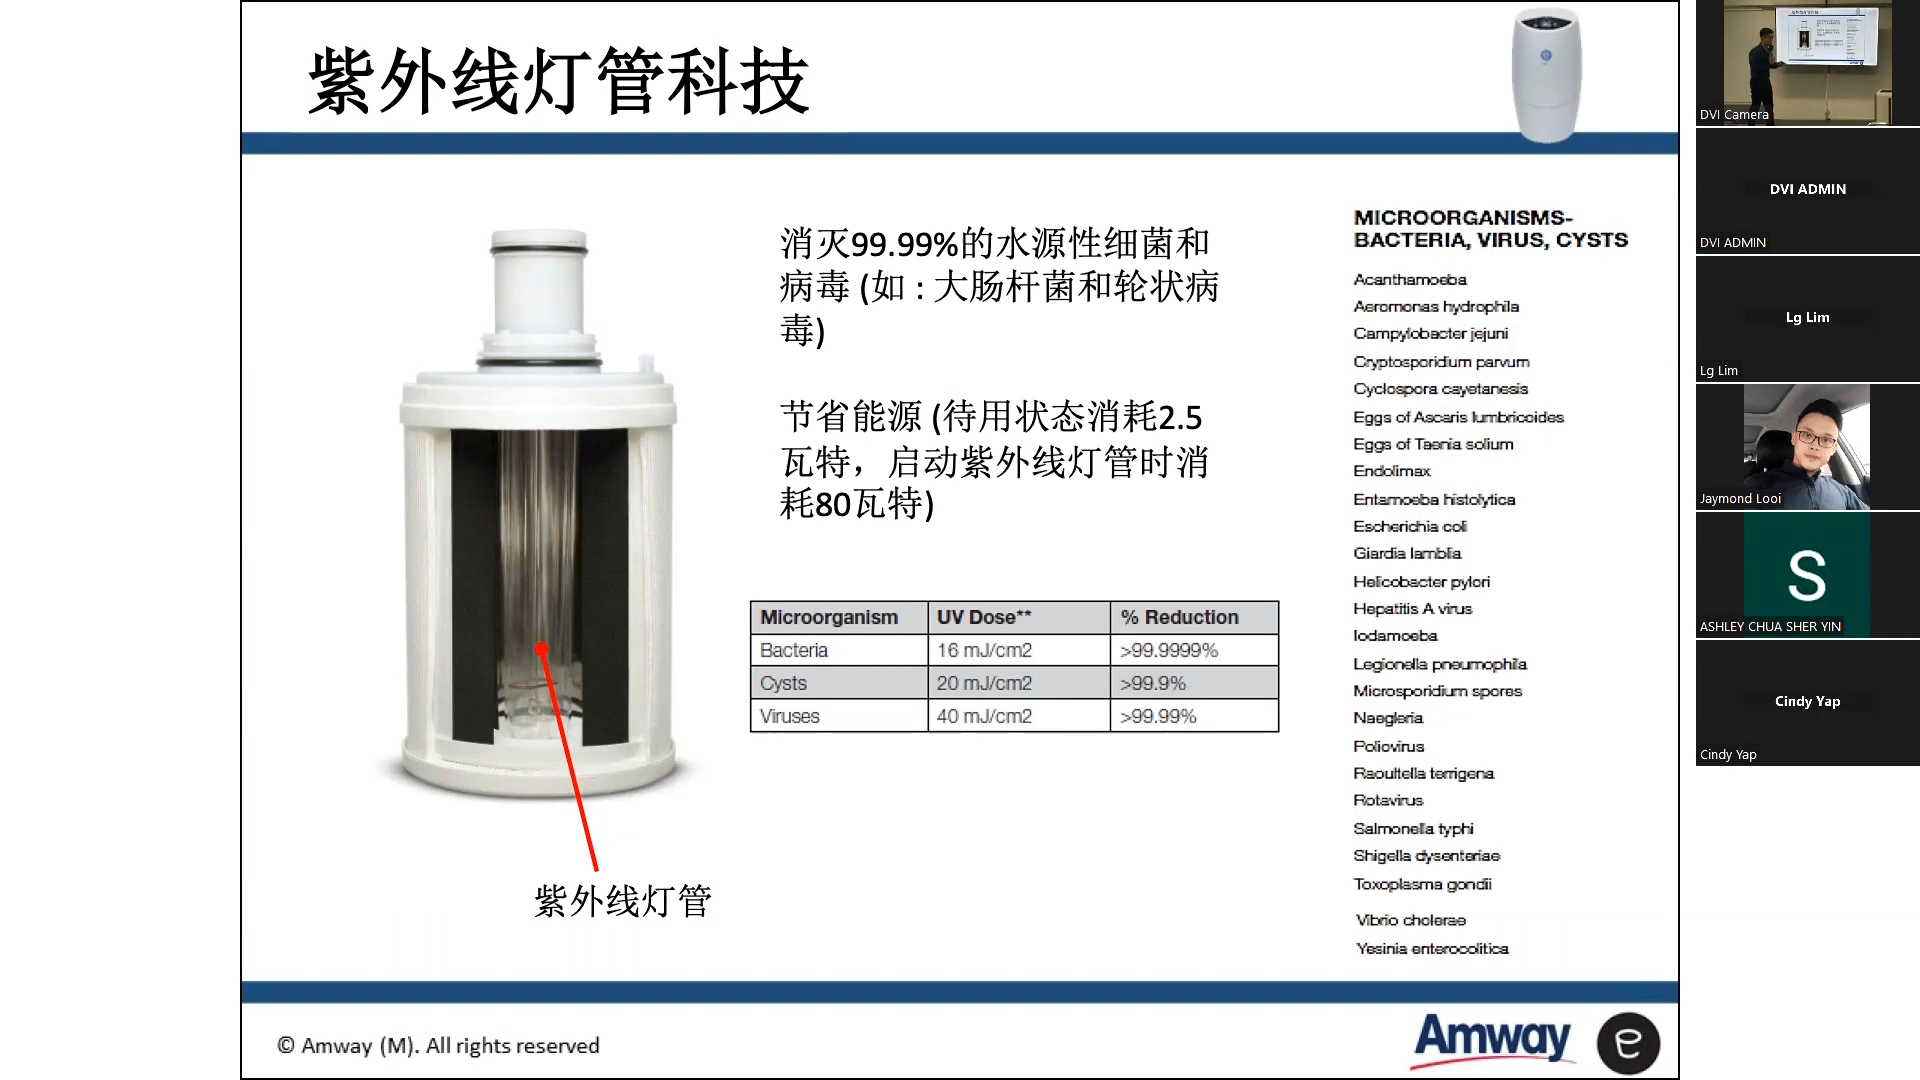 紫外线灯管科技
消灭99.99%的水源性细菌和
病毒 (如 : 大肠杆菌和轮状病
毒)
节省能源 (待用状态消耗2.5
瓦特，启动紫外线灯管时消
耗80瓦特)
Microorganism UV Dose** % Reduction
Bacteria 16 mJ/cm2 >99.9999%
Cysts 20 mJ/cm2 >99.9%
Viruses 40 mJ/cm2 >99.99%
紫外线灯管
MICROORGANISMS-
BACTERIA, VIRUS, CYSTS
Acanthamoeba
Aeromonas hydrophila
Campylobacter jejuni
Cryptosporidium parvum
Cyclospora cayetanesis
Eggs of Ascaris lumbricoides
Eggs of Taenia solium
Endolimax
Entamoeba histolytica
Escherichia coli
Giardia lamblia
Helicobacter pylori
Hepatitis A virus
Iodamoeba
Legionella pneumophila
Microsporidium spores
Naegleria
Poliovirus
Raoultella terrigena
Rotavirus
Salmonella typhi
Shigella dysenteriae
Toxoplasma gondii
Vibrio cholerae
Yesinia enterocolitica
© Amway (M). All rights reserved
Amway
e
DVI Camera
DVI ADMIN
DVI ADMIN
Lg Lim
Lg Lim
Jaymond Looi
S
ASHLEY CHUA SHER YIN
Cindy Yap
Cindy Yap